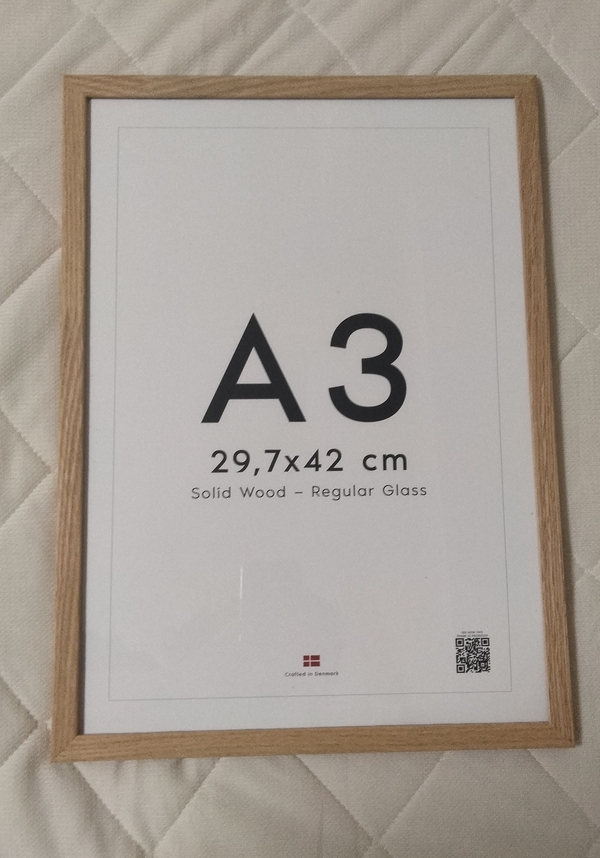 A3
29,7x42 cm
Solid Wood – Regular Glass
Crafted in Denmark